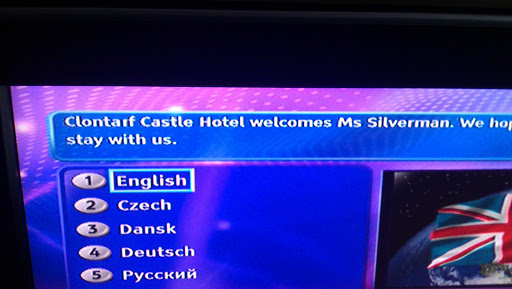 Clontarf Castle Hotel welcomes Ms Silverman. We hop
stay with us.
1 English
2 Czech
3 Dansk
4 Deutsch
5 Русский